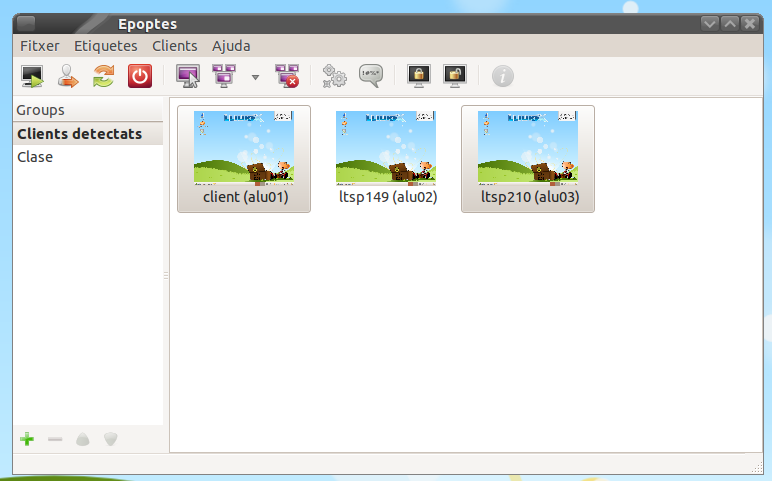 Epoptes
Fitxer Etiquetes Clients Ajuda
!#%*
Groups
Clients detectats
Clase
client (alu01) ltsp149 (alu02) ltsp210 (alu03)